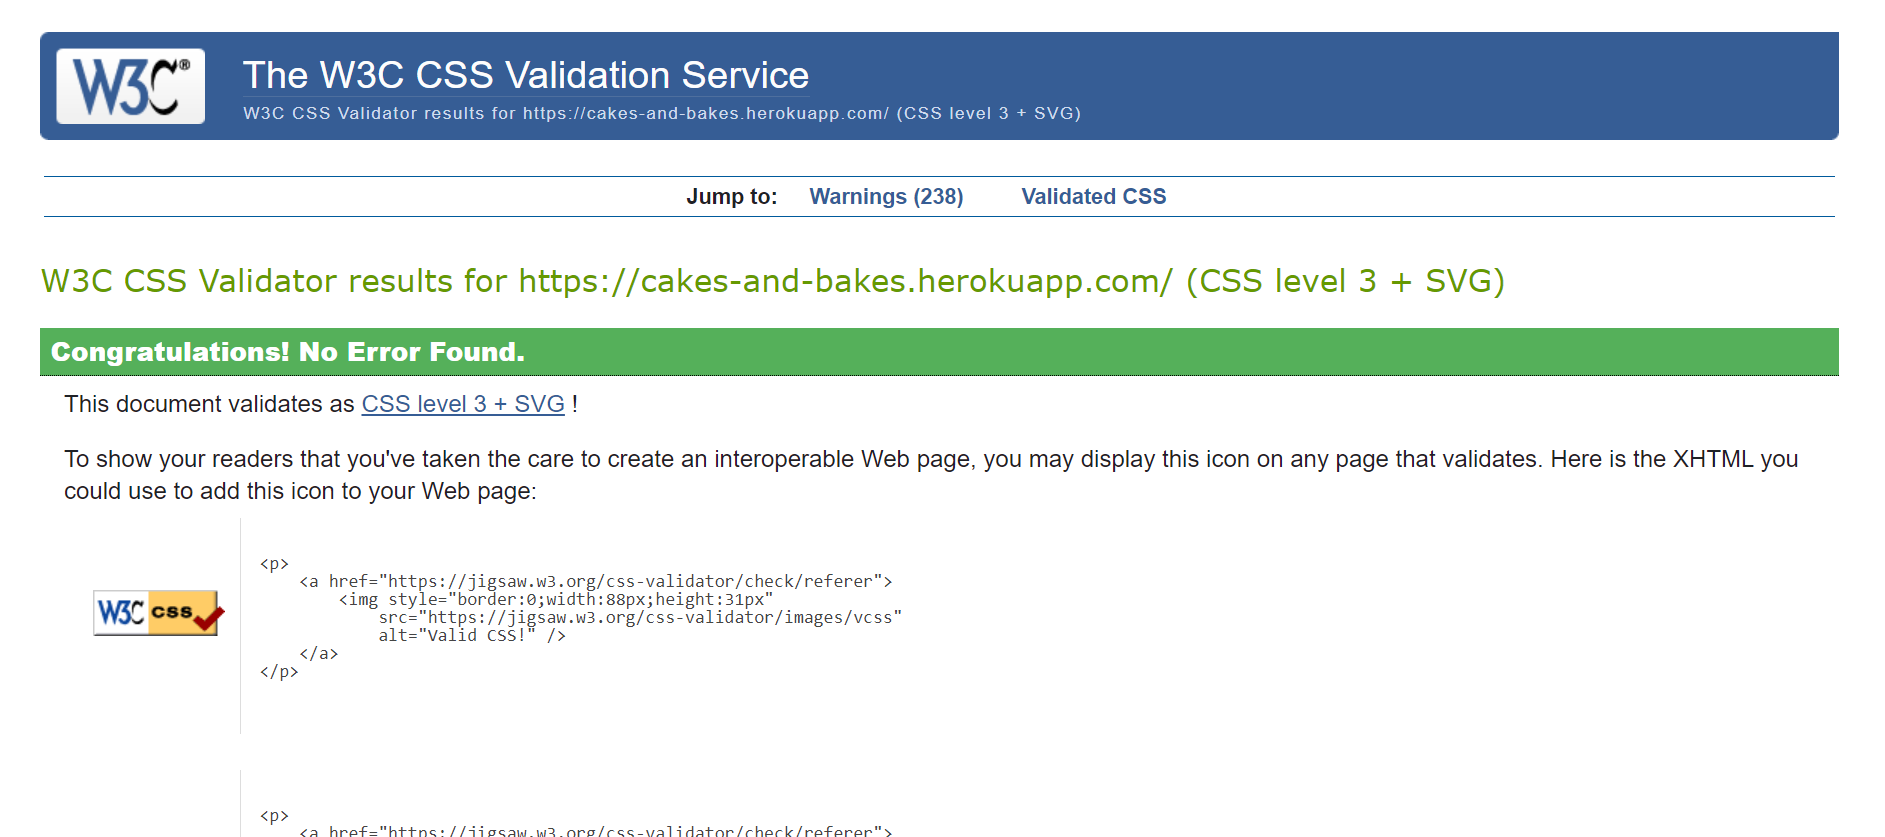 W3C®
The W3C CSS Validation Service
W3C CSS Validator results for https://cakes-and-bakes.herokuapp.com/ (CSS level 3 + SVG)
Jump to: Warnings (238) Validated CSS
W3C CSS Validator results for https://cakes-and-bakes.herokuapp.com/ (CSS level 3 + SVG)
Congratulations! No Error Found.
This document validates as CSS level 3 + SVG !
To show your readers that you've taken the care to create an interoperable Web page, you may display this icon on any page that validates. Here is the XHTML you
could use to add this icon to your Web page:
<p>
<a href="https://jigsaw.w3.org/css-validator/check/referer">
<img style="border:0;width:88px;height:31px"
W3C css
src="https://jigsaw.w3.org/css-validator/images/vcss"
alt="Valid CSS!" />
</a>
</p>
<p>
<a href="https://jigsaw.w3.org/css-validator/check/referer">